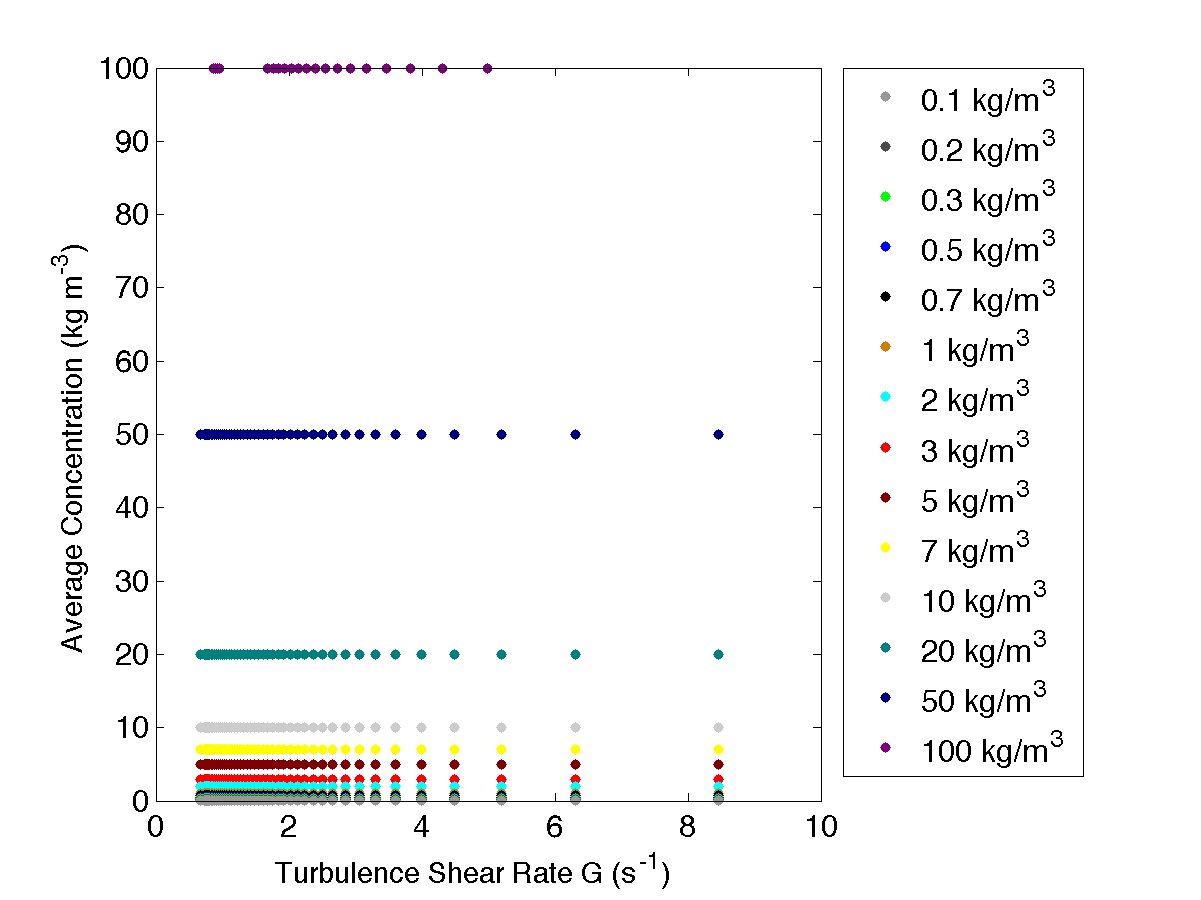 100
90
80
70
60
50
40
30
20
10
0
Average Concentration (kg m⁻³)
0 2 4 6 8 10
Turbulence Shear Rate G (s⁻¹)
0.1 kg/m³
0.2 kg/m³
0.3 kg/m³
0.5 kg/m³
0.7 kg/m³
1 kg/m³
2 kg/m³
3 kg/m³
5 kg/m³
7 kg/m³
10 kg/m³
20 kg/m³
50 kg/m³
100 kg/m³